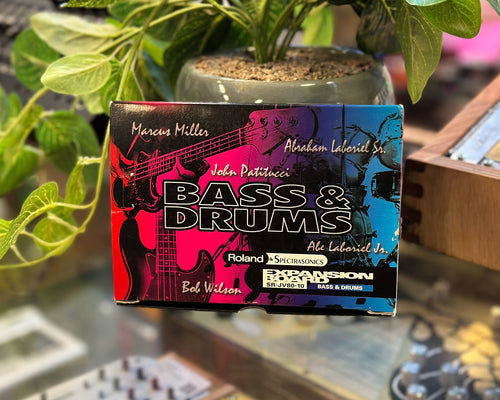 Marcus Miller
Abraham Laboriel Sr.
John Patitucci
BASS &
DRUMS
Abe Laboriel Jr.
Roland & SPECTRASONICS
Bob Wilson
EXPANSION
BOARD
SR-JV80-10 BASS & DRUMS